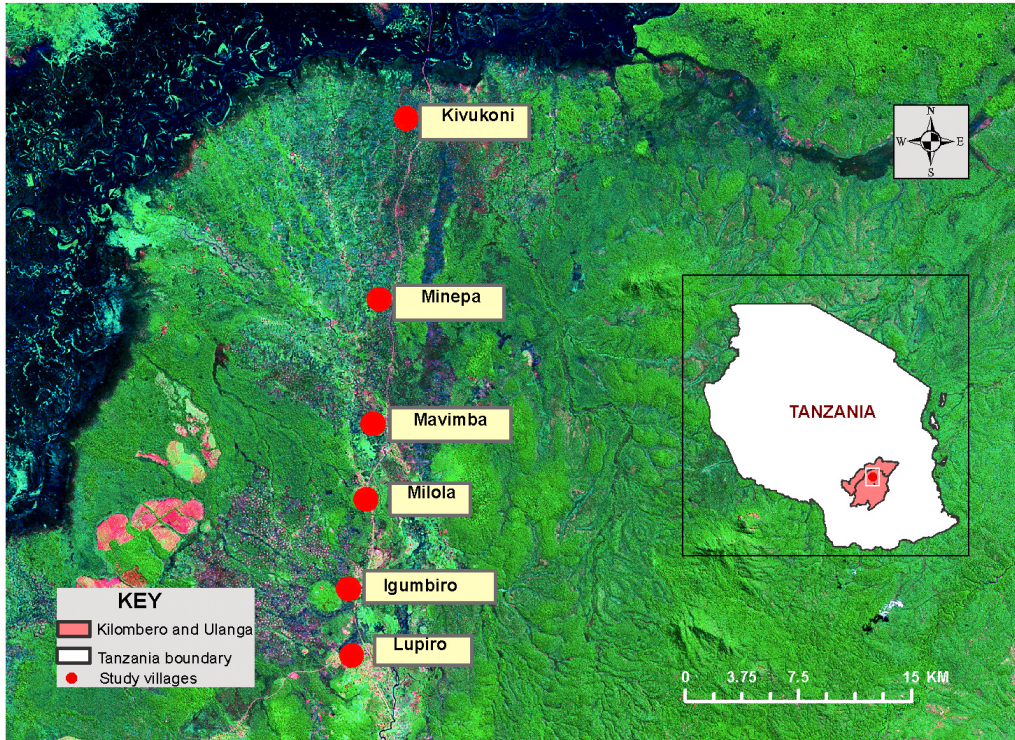 Kivukoni
N
W E
S
Minepa
TANZANIA
Mavimba
Milola
Igumbiro
KEY
Kilombero and Ulanga
Tanzania boundary
Study villages
Lupiro
0 3.75 7.5 15 KM